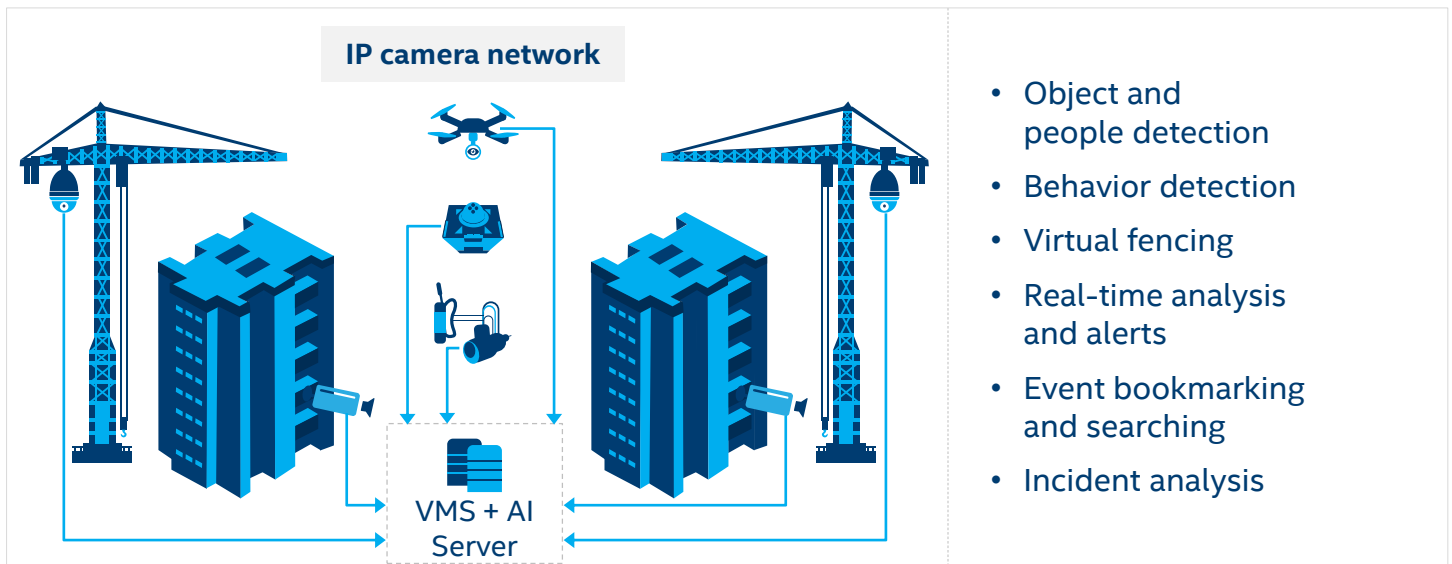 IP camera network
VMS + AI
Server
• Object and
people detection
• Behavior detection
• Virtual fencing
• Real-time analysis
and alerts
• Event bookmarking
and searching
• Incident analysis